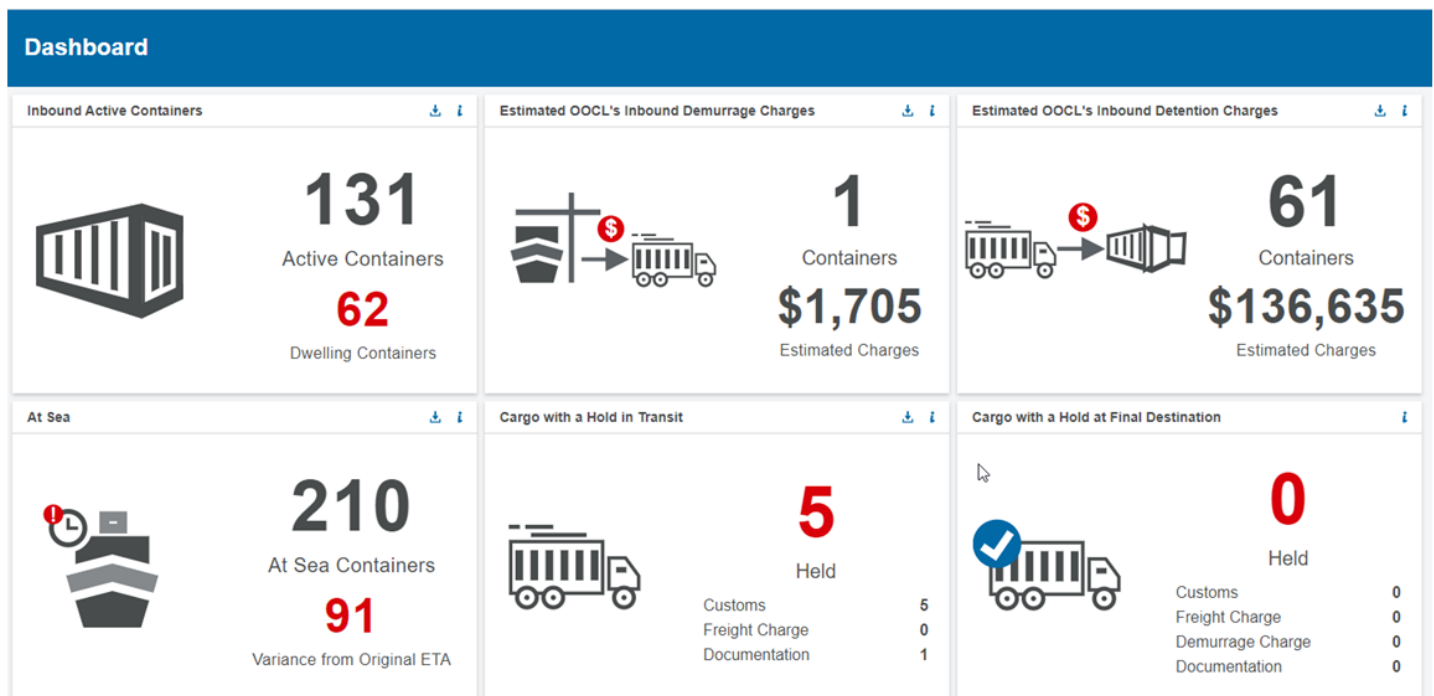 Dashboard
Inbound Active Containers
131
Active Containers
62
Dwelling Containers
Estimated OOCL's Inbound Demurrage Charges
$
1
Containers
$1,705
Estimated Charges
Estimated OOCL's Inbound Detention Charges
$
61
Containers
$136,635
Estimated Charges
At Sea
!
210
At Sea Containers
91
Variance from Original ETA
Cargo with a Hold in Transit
5
Held
Customs 5
Freight Charge 0
Documentation 1
Cargo with a Hold at Final Destination
0
Held
Customs 0
Freight Charge 0
Demurrage Charge 0
Documentation 0